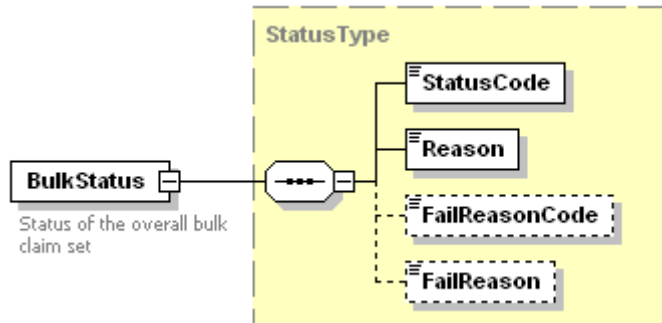 StatusType
StatusCode
Reason
BulkStatus
Status of the overall bulk
claim set
FailReasonCode
FailReason